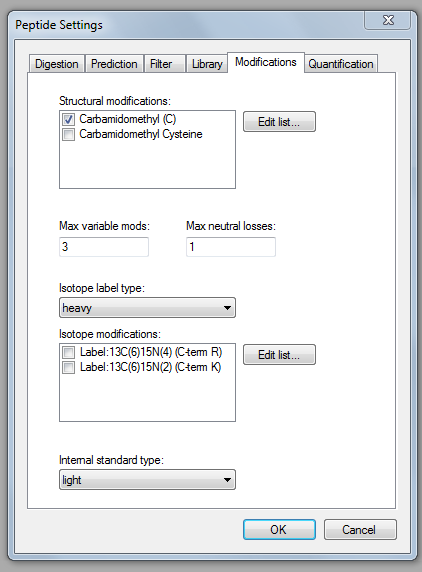 Peptide Settings
Digestion Prediction Filter Library Modifications Quantification
Structural modifications:
Carbamidomethyl (C)
Edit list...
Carbamidomethyl Cysteine
Max variable mods: Max neutral losses:
3 1
Isotope label type:
heavy
Isotope modifications:
Label:13C(6)15N(4) (C-term R)
Edit list...
Label:13C(6)15N(2) (C-term K)
Internal standard type:
light
OK Cancel